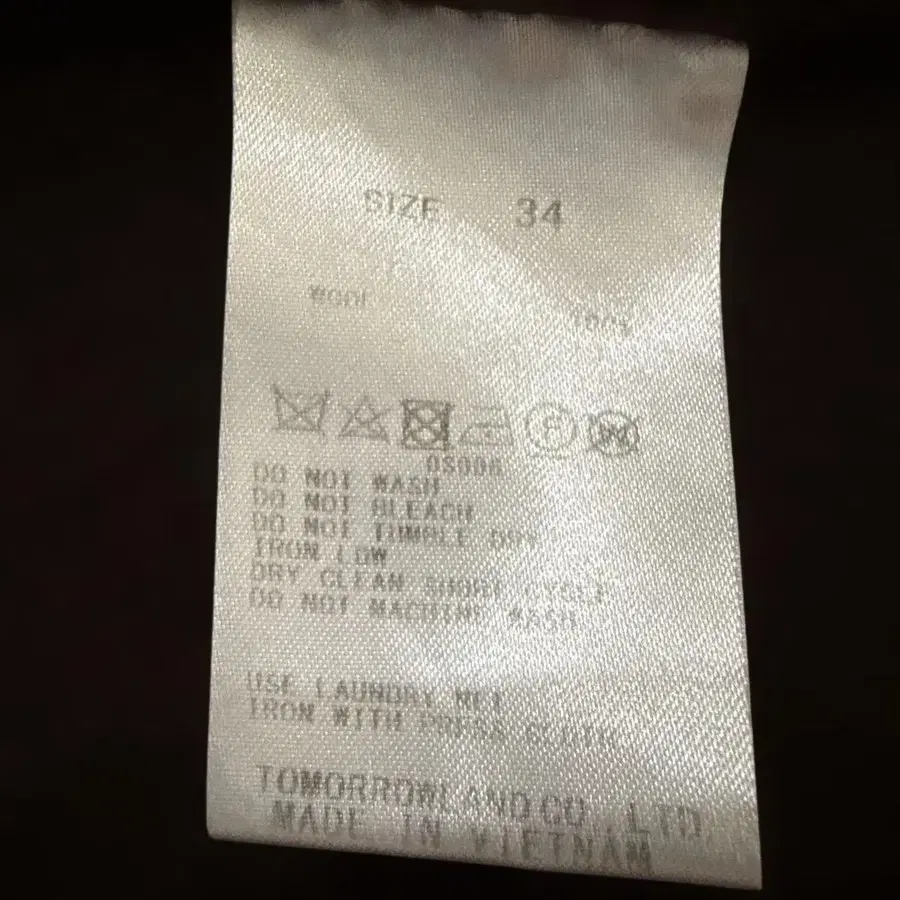 SIZE 34
wool
100%
F
W
0S006
DO NOT WASH
DO NOT BLEACH
DO NOT TUMBLE DRY
IRON LOW
DRY CLEAN SHORT CYCLE
DO NOT MACHINE WASH
USE LAUNDRY NET
IRON WITH PRESS CLOTH
TOMORROWLAND CO., LTD.
MADE IN VIETNAM